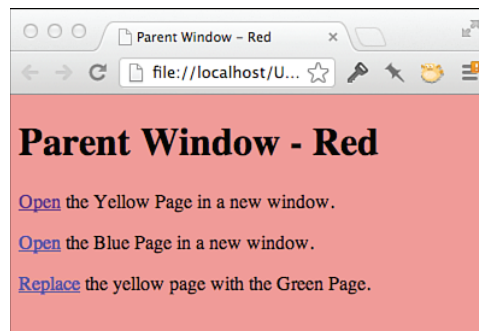 Parent Window - Red
file://localhost/U...
Parent Window - Red
Open the Yellow Page in a new window.
Open the Blue Page in a new window.
Replace the yellow page with the Green Page.